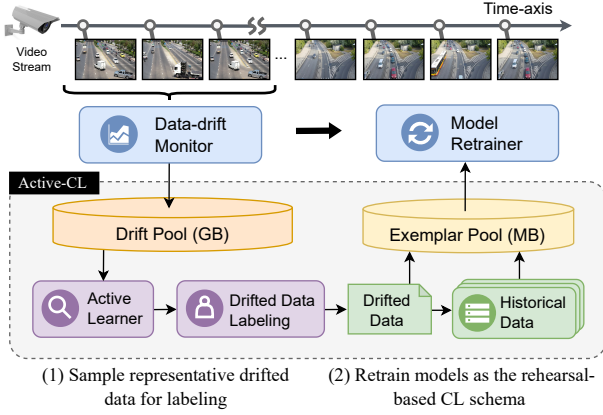 Time-axis
Video
Stream
...
Data-drift
Monitor
Model
Retrainer
Active-CL
Drift Pool (GB)
Exemplar Pool (MB)
Active
Learner
Drifted Data
Labeling
Drifted
Data
Historical
Data
(1) Sample representative drifted
data for labeling
(2) Retrain models as the rehearsal-
based CL schema